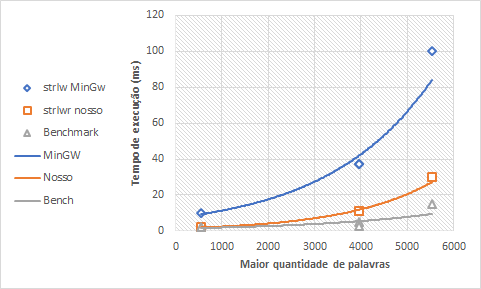 120
100
80
60
40
20
0
Tempo de execução (ms)
0 1000 2000 3000 4000 5000 6000
Maior quantidade de palavras
strlw MinGw
strlwr nosso
Benchmark
MinGW
Nosso
Bench